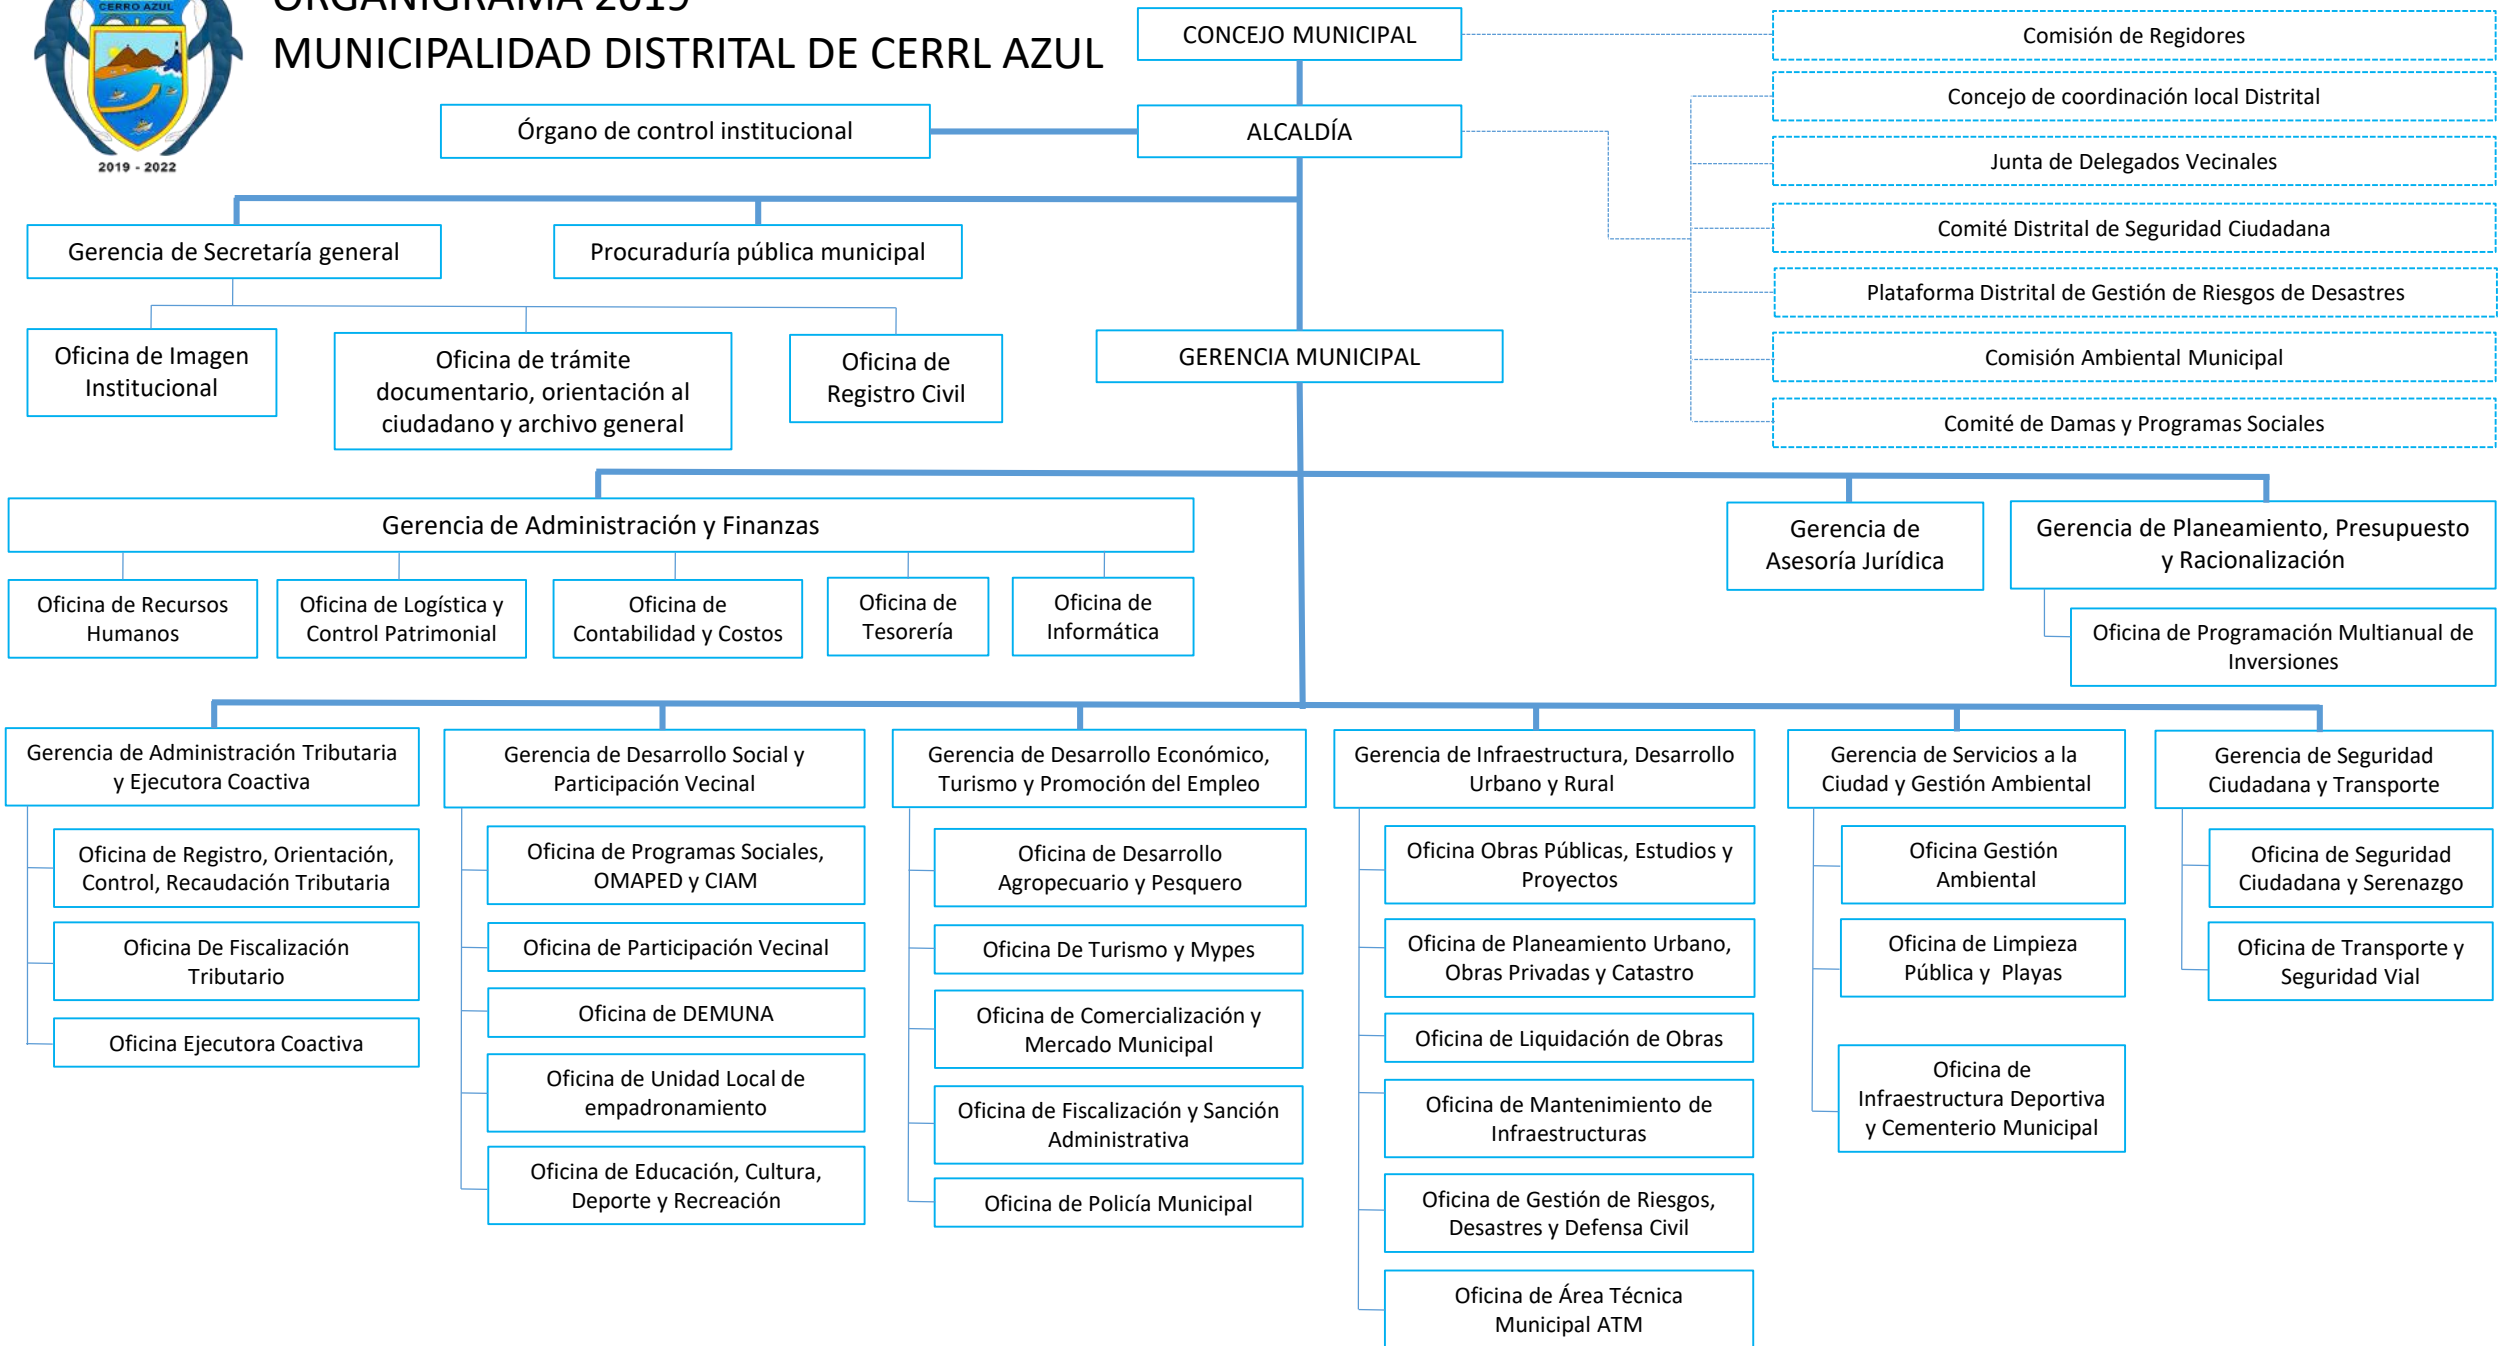 CERRO AZUL
2019 - 2022
ORGANIGRAMA 2019
MUNICIPALIDAD DISTRITAL DE CERRL AZUL
CONCEJO MUNICIPAL
Comisión de Regidores
Órgano de control institucional
ALCALDÍA
Concejo de coordinación local Distrital
Junta de Delegados Vecinales
Comité Distrital de Seguridad Ciudadana
Plataforma Distrital de Gestión de Riesgos de Desastres
Comisión Ambiental Municipal
Comité de Damas y Programas Sociales
Gerencia de Secretaría general
Procuraduría pública municipal
Oficina de Imagen
Institucional
Oficina de trámite
documentario, orientación al
ciudadano y archivo general
Oficina de
Registro Civil
GERENCIA MUNICIPAL
Gerencia de Administración y Finanzas
Oficina de Recursos
Humanos
Oficina de Logística y
Control Patrimonial
Oficina de
Contabilidad y Costos
Oficina de
Tesorería
Oficina de
Informática
Gerencia de
Asesoría Jurídica
Gerencia de Planeamiento, Presupuesto
y Racionalización
Oficina de Programación Multianual de
Inversiones
Gerencia de Administración Tributaria
y Ejecutora Coactiva
Oficina de Registro, Orientación,
Control, Recaudación Tributaria
Oficina De Fiscalización
Tributario
Oficina Ejecutora Coactiva
Gerencia de Desarrollo Social y
Participación Vecinal
Oficina de Programas Sociales,
OMAPED y CIAM
Oficina de Participación Vecinal
Oficina de DEMUNA
Oficina de Unidad Local de
empadronamiento
Oficina de Educación, Cultura,
Deporte y Recreación
Gerencia de Desarrollo Económico,
Turismo y Promoción del Empleo
Oficina de Desarrollo
Agropecuario y Pesquero
Oficina De Turismo y Mypes
Oficina de Comercialización y
Mercado Municipal
Oficina de Fiscalización y Sanción
Administrativa
Oficina de Policía Municipal
Gerencia de Infraestructura, Desarrollo
Urbano y Rural
Oficina Obras Públicas, Estudios y
Proyectos
Oficina de Planeamiento Urbano,
Obras Privadas y Catastro
Oficina de Liquidación de Obras
Oficina de Mantenimiento de
Infraestructuras
Oficina de Gestión de Riesgos,
Desastres y Defensa Civil
Oficina de Área Técnica
Municipal ATM
Gerencia de Servicios a la
Ciudad y Gestión Ambiental
Oficina Gestión
Ambiental
Oficina de Limpieza
Pública y  Playas
Oficina de
Infraestructura Deportiva
y Cementerio Municipal
Gerencia de Seguridad
Ciudadana y Transporte
Oficina de Seguridad
Ciudadana y Serenazgo
Oficina de Transporte y
Seguridad Vial